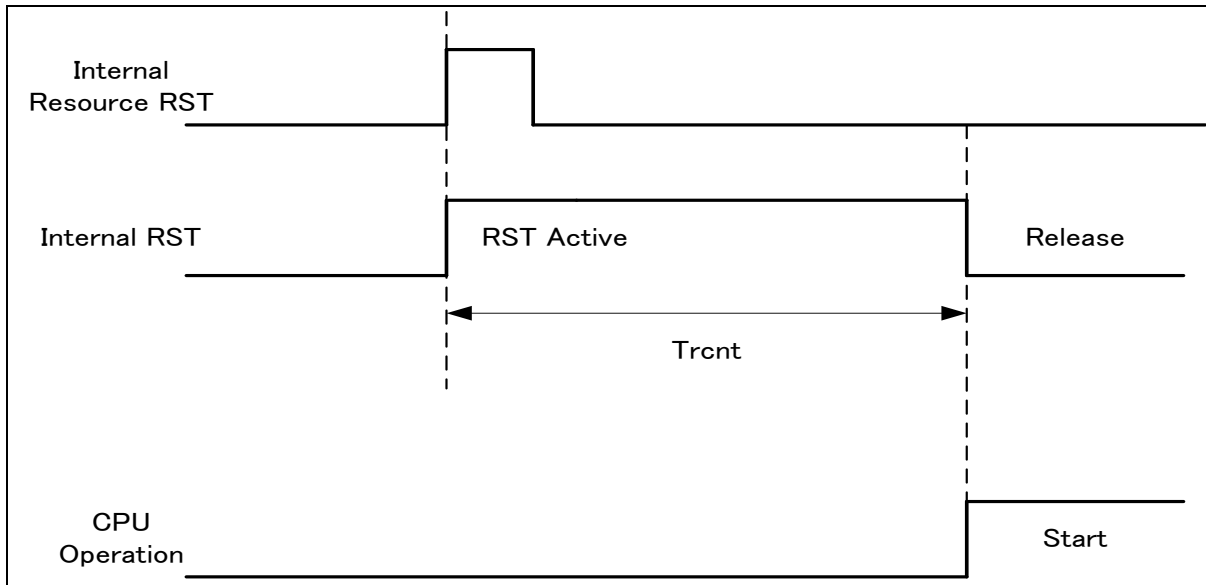 Internal
Resource RST
Internal RST
RST Active
Release
Trcnt
CPU
Operation
Start